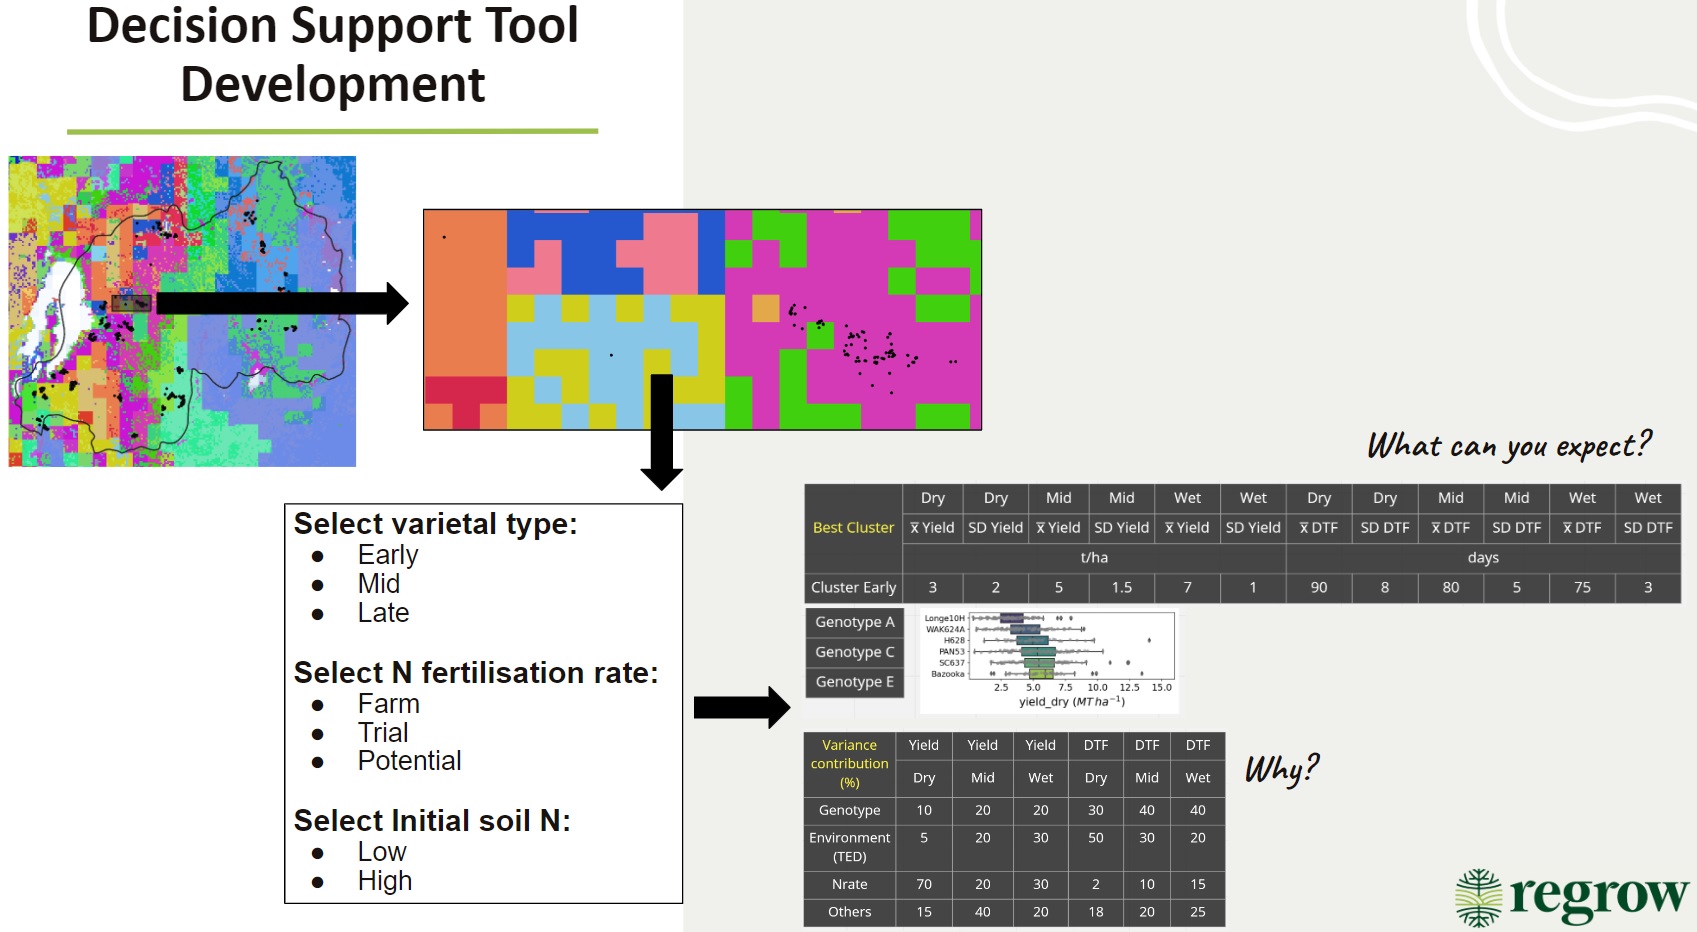 Decision Support Tool
Development
Select varietal type:
● Early
● Mid
● Late
Select N fertilisation rate:
● Farm
● Trial
● Potential
Select Initial soil N:
● Low
● High
What can you expect?
Best Cluster
Dry Dry Mid Mid Wet Wet Dry Dry Mid Mid Wet Wet
x̅ Yield SD Yield x̅ Yield SD Yield x̅ Yield SD Yield x̅ DTF SD DTF x̅ DTF SD DTF x̅ DTF SD DTF
t/ha days
Cluster Early 3 2 5 1.5 7 1 90 8 80 5 75 3
Genotype A
Genotype C
Genotype E
Longe10H
WAK624A
H628
PAN53
SC637
Bazooka
2.5 5.0 7.5 10.0 12.5 15.0
yield_dry (MT ha⁻¹)
Variance
contribution
(%)
Yield Yield Yield DTF DTF DTF
Dry Mid Wet Dry Mid Wet
Genotype 10 20 20 30 40 40
Environment
(TED)
5 20 30 50 30 20
Nrate 70 20 30 2 10 15
Others 15 40 20 18 20 25
Why?
regrow